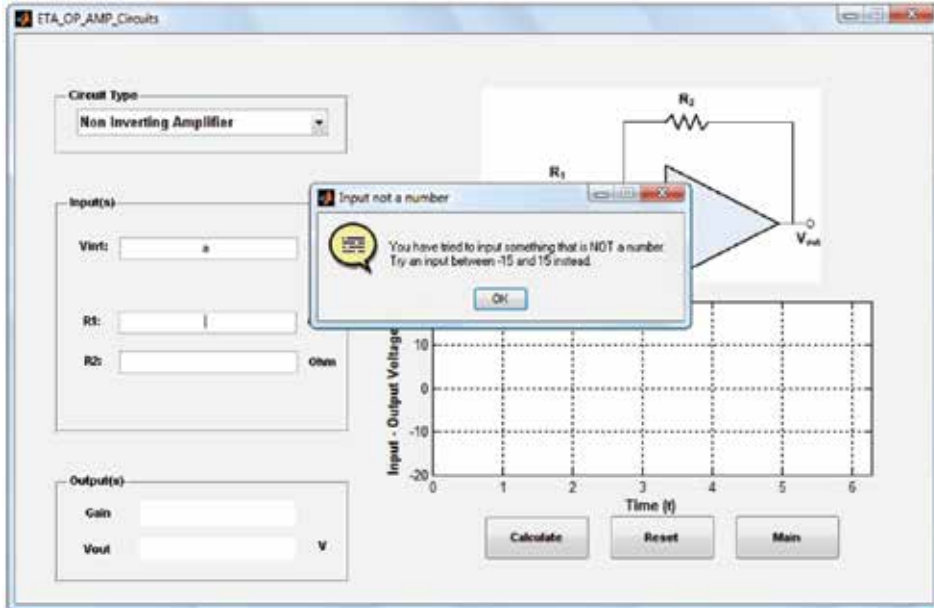 ETA_OP_AMP_Circuits
Circuit Type
Non Inverting Amplifier
R₂
R₁
Input not a number
Input(s)
You have tried to input something that is NOT a number.
Try an input between -15 and 15 instead.
Vin1: a
Vout
OK
R1:
R2: Ohm
Input - Output Voltage
10
0
-10
-20
0 1 2 3 4 5 6
Time (t)
Output(s)
Gain
Vout V
Calculate Reset Main